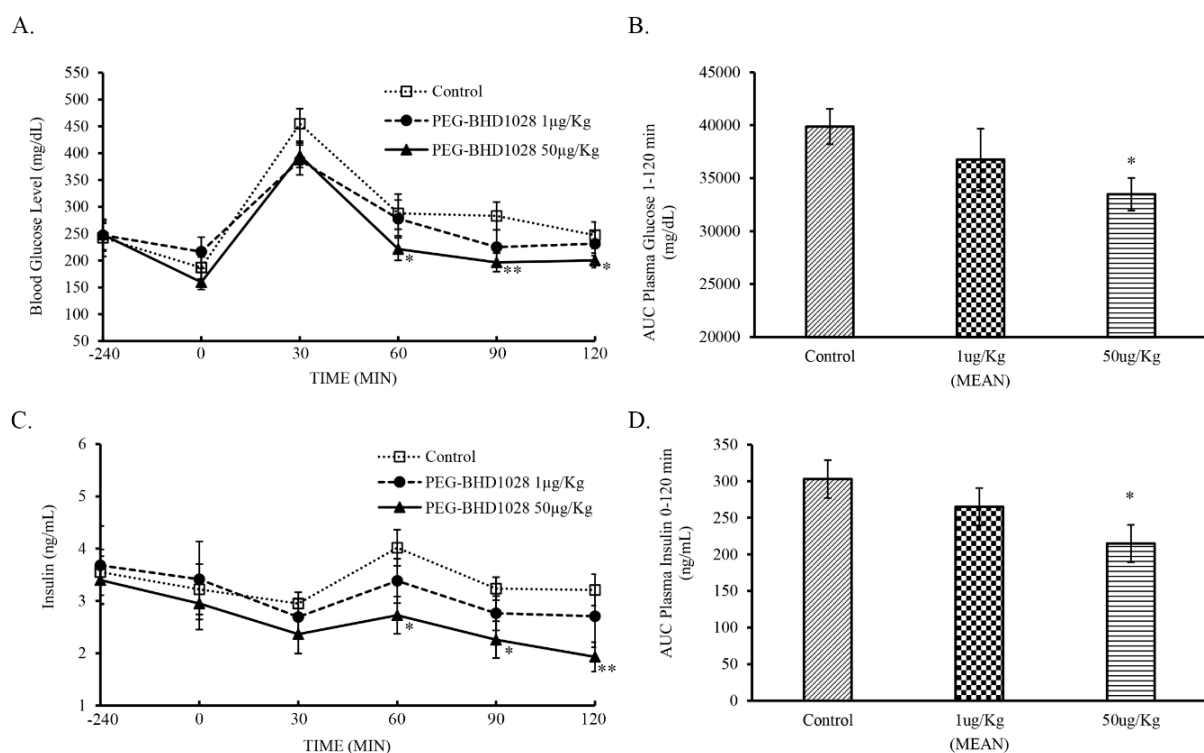 A.
B.
550
500
450
400
350
300
250
200
150
100
50
Blood Glucose Level (mg/dL)
Control
PEG-BHD1028 1μg/Kg
PEG-BHD1028 50μg/Kg
*
**
*
-240 0 30 60 90 120
TIME (MIN)
45000
40000
35000
30000
25000
20000
AUC Plasma Glucose 1-120 min
(mg/dL)
*
Control 1ug/Kg 50ug/Kg
(MEAN)
C.
D.
6
5
4
3
2
1
Insulin (ng/mL)
Control
PEG-BHD1028 1μg/Kg
PEG-BHD1028 50μg/Kg
*
*
**
-240 0 30 60 90 120
TIME (MIN)
350
300
250
200
150
100
50
0
AUC Plasma Insulin 0-120 min
(ng/mL)
*
Control 1ug/Kg 50ug/Kg
(MEAN)